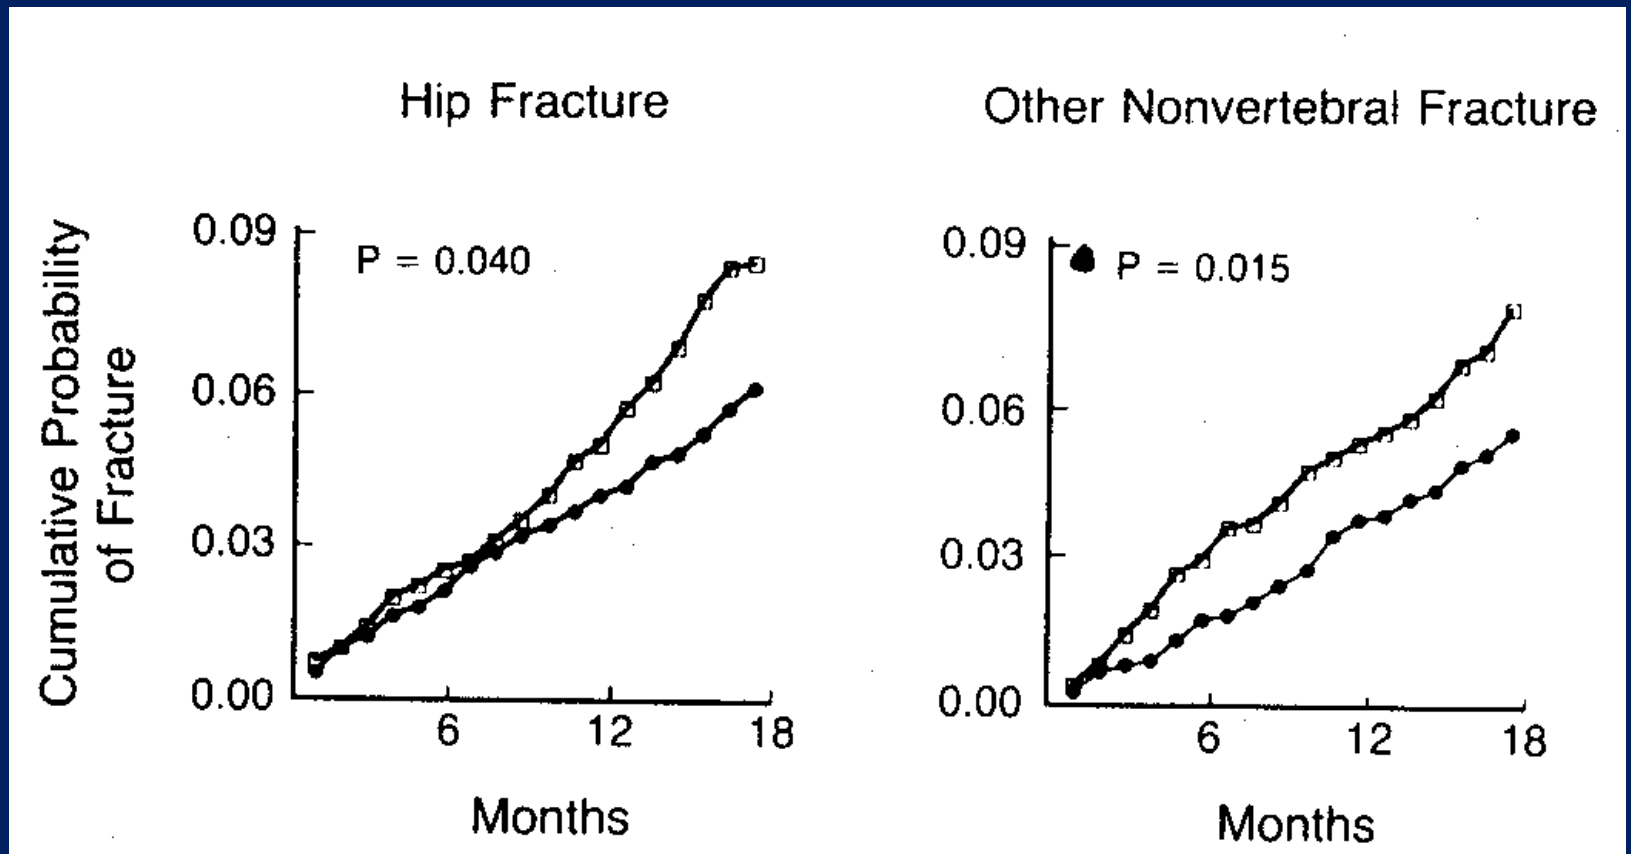 Hip Fracture
Cumulative Probability
of Fracture
0.09
0.06
0.03
0.00
P = 0.040
6 12 18
Months
Other Nonvertebral Fracture
0.09
0.06
0.03
0.00
P = 0.015
6 12 18
Months